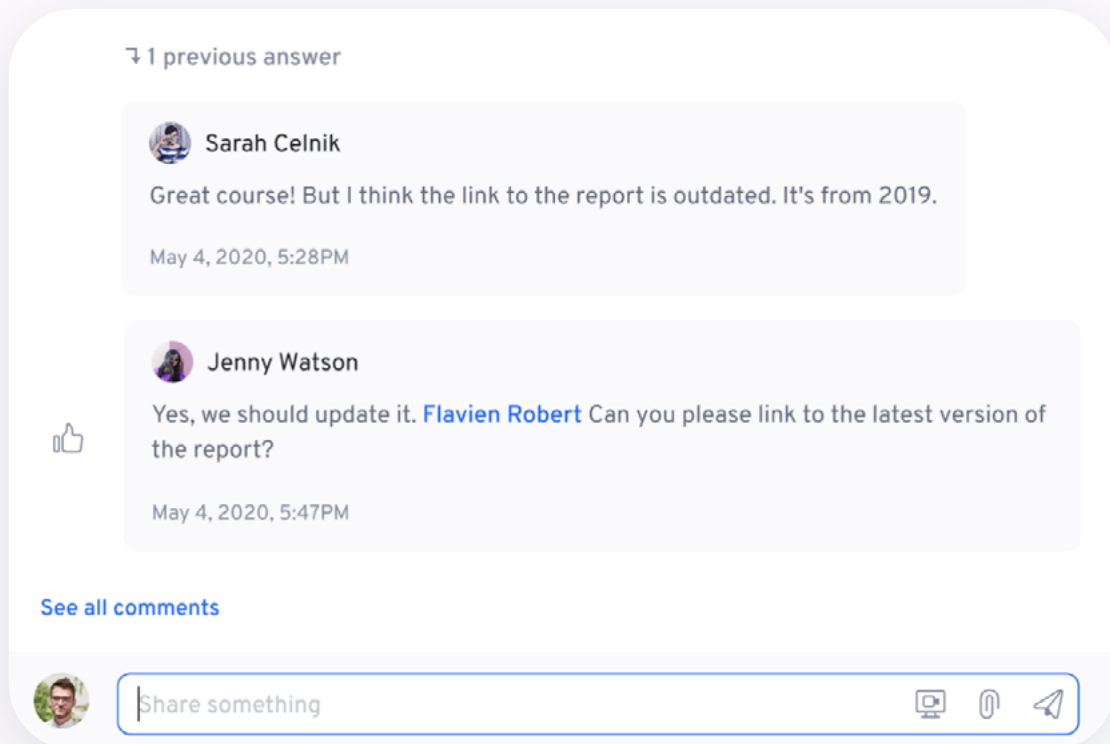 1 previous answer
Sarah Celnik
Great course! But I think the link to the report is outdated. It's from 2019.
May 4, 2020, 5:28PM
Jenny Watson
Yes, we should update it. Flavien Robert Can you please link to the latest version of
the report?
May 4, 2020, 5:47PM
See all comments
Share something